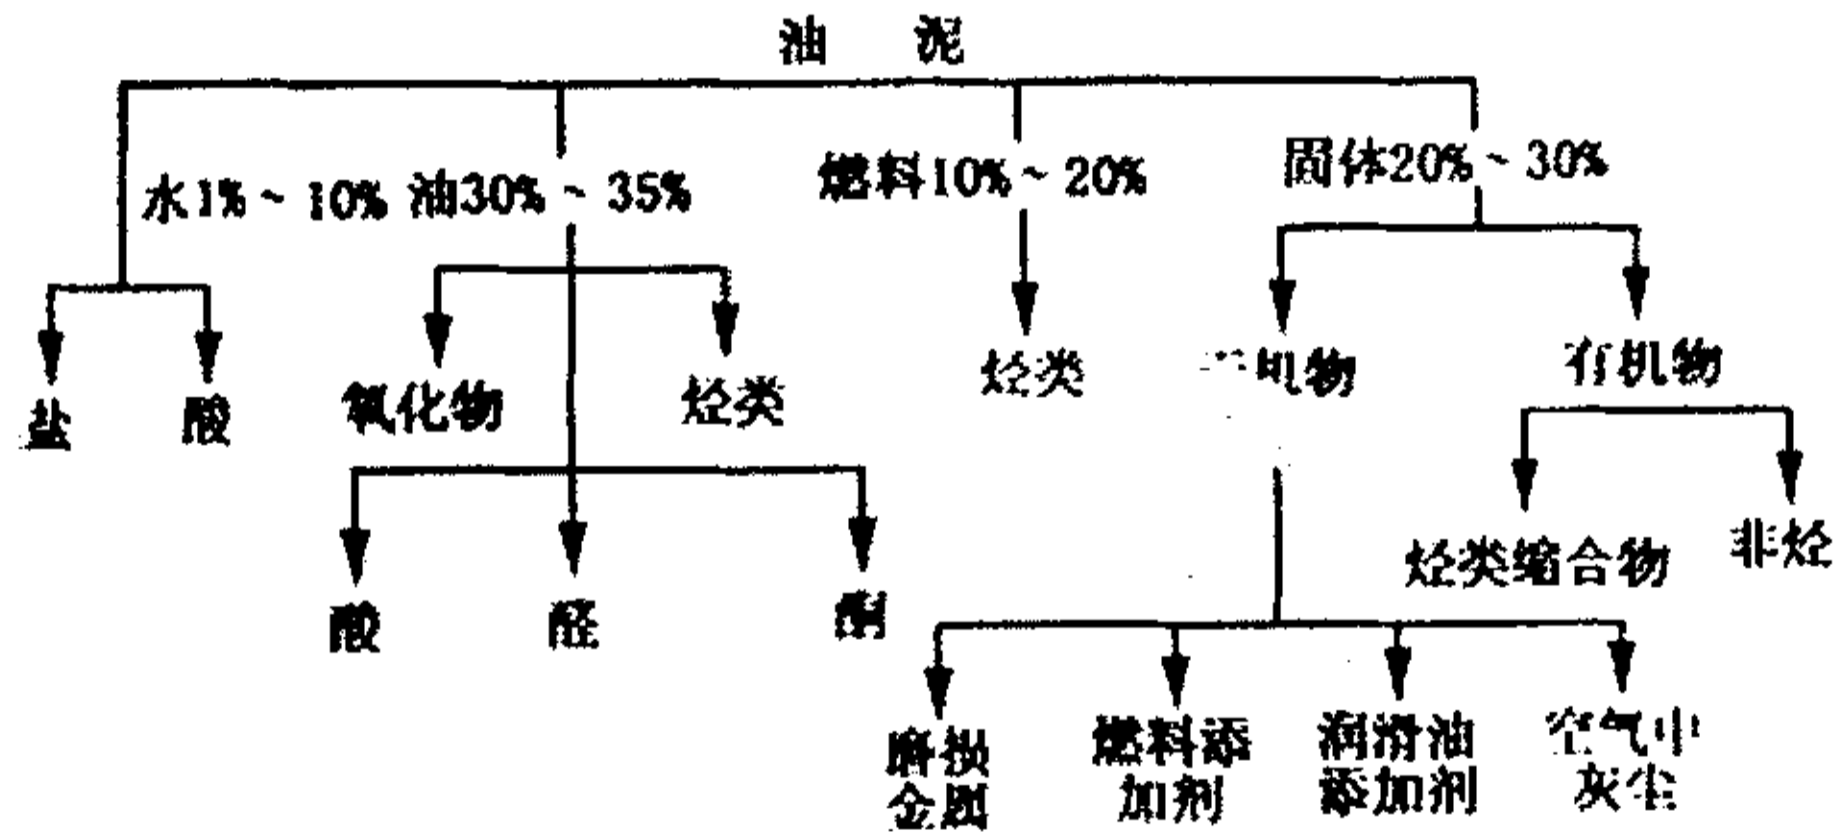 油 泥
水1%~10%
油30%~35%
燃料10%~20%
固体20%~30%
盐
酸
氧化物
烃类
烃类
机物
有机物
酸
醛
酮
烃类缩合物
非烃
磨损
金属
燃料添
加剂
润滑油
添加剂
空气中
灰尘